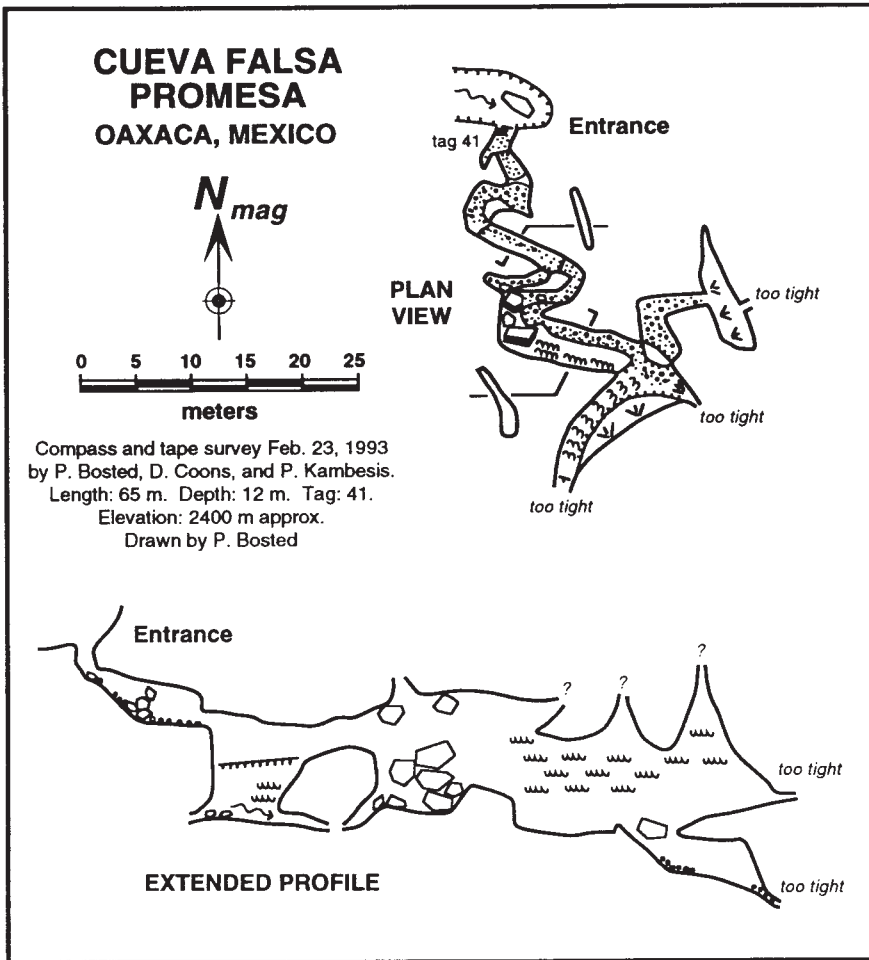 CUEVA FALSA
PROMESA
OAXACA, MEXICO
N mag
0 5 10 15 20 25
meters
Compass and tape survey Feb. 23, 1993
by P. Bosted, D. Coons, and P. Kambesis.
Length: 65 m. Depth: 12 m. Tag: 41.
Elevation: 2400 m approx.
Drawn by P. Bosted
Entrance
tag 41
PLAN
VIEW
too tight
too tight
too tight
Entrance
?
?
?
too tight
too tight
EXTENDED PROFILE